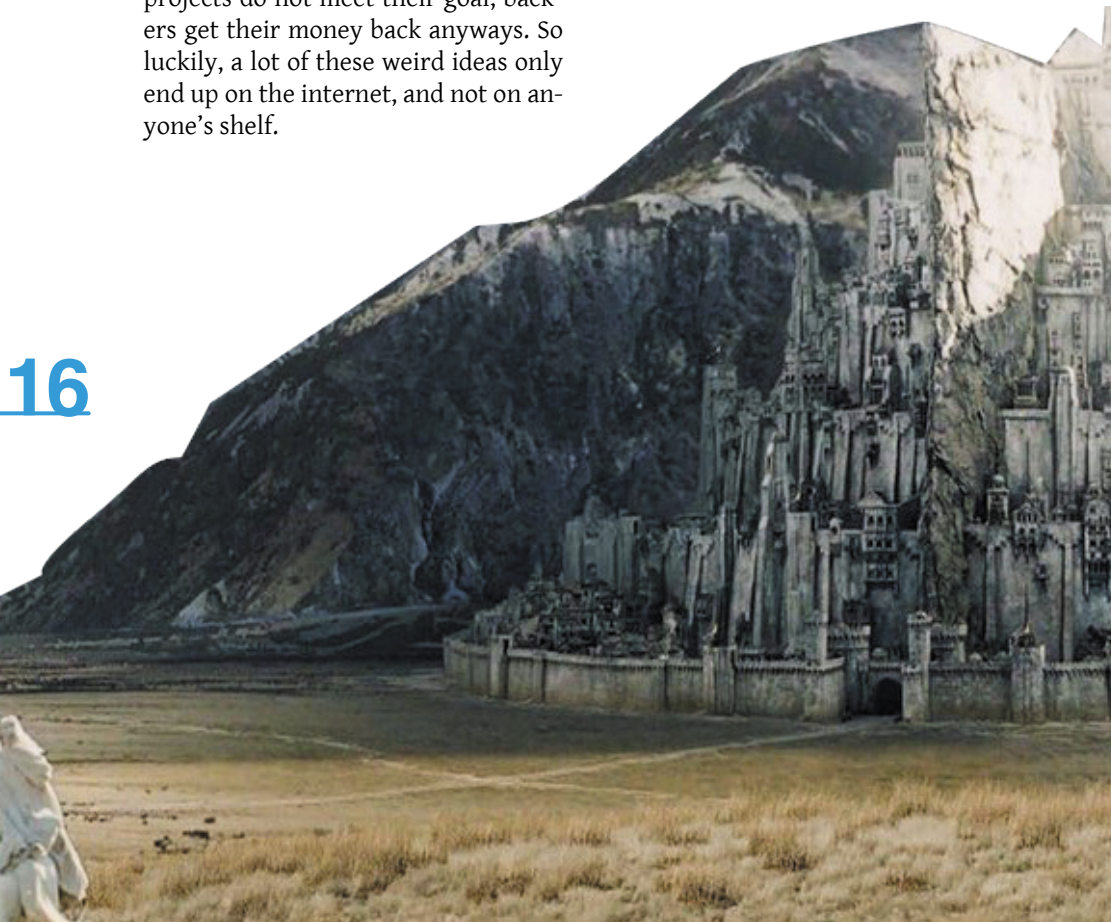 projects do not meet their goal, back-
ers get their money back anyways. So
luckily, a lot of these weird ideas only
end up on the internet, and not on an-
yone's shelf.
16